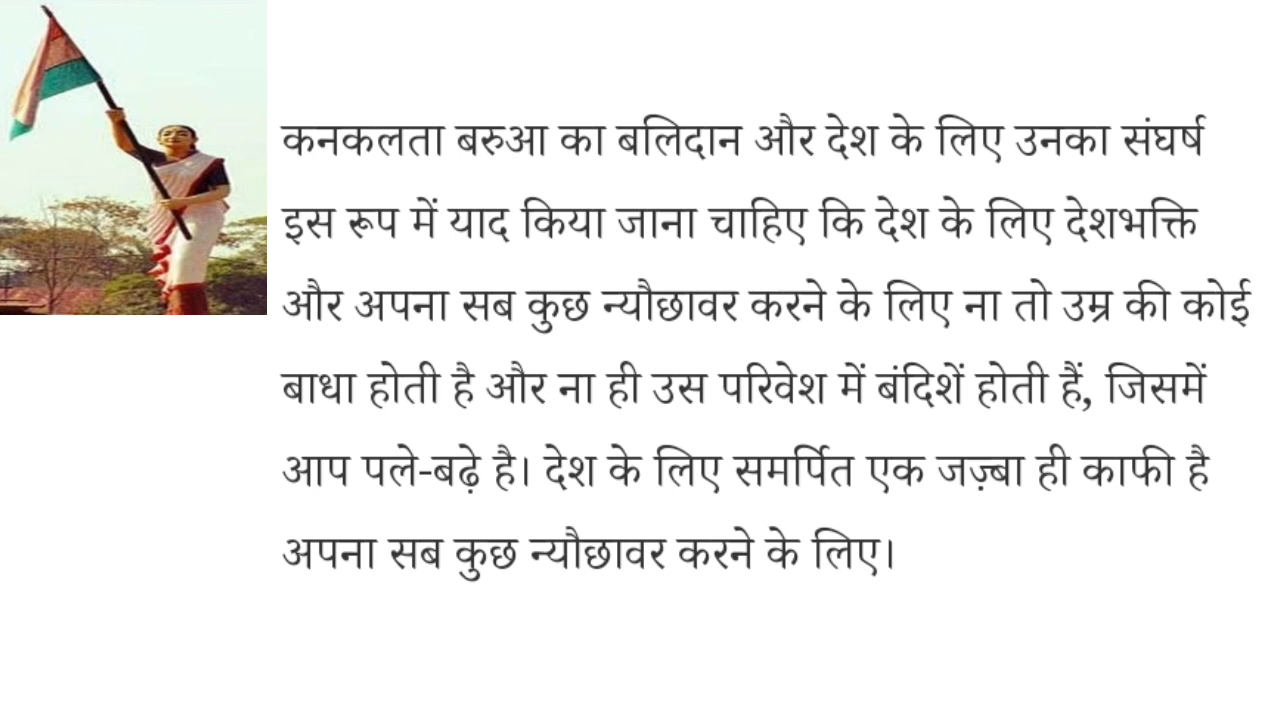 कनकलता बरुआ का बलिदान और देश के लिए उनका संघर्ष
इस रूप में याद किया जाना चाहिए कि देश के लिए देशभक्ति
और अपना सब कुछ न्यौछावर करने के लिए ना तो उम्र की कोई
बाधा होती है और ना ही उस परिवेश में बंदिशें होती हैं, जिसमें
आप पले-बढ़े है। देश के लिए समर्पित एक जज़्बा ही काफी है
अपना सब कुछ न्यौछावर करने के लिए।